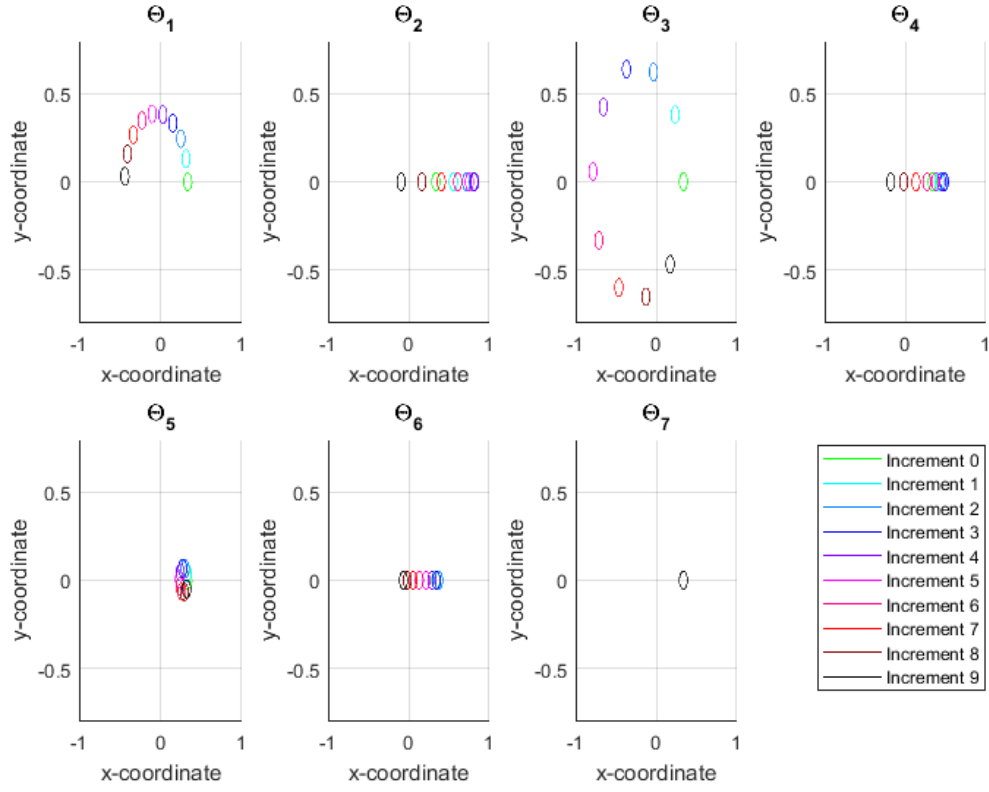 Θ1
Θ2
Θ3
Θ4
0.5
0
-0.5
0.5
0
-0.5
0.5
0
-0.5
0.5
0
-0.5
y-coordinate
y-coordinate
y-coordinate
y-coordinate
-1 0 1
-1 0 1
-1 0 1
-1 0 1
x-coordinate
x-coordinate
x-coordinate
x-coordinate
Θ5
Θ6
Θ7
0.5
0
-0.5
0.5
0
-0.5
0.5
0
-0.5
y-coordinate
y-coordinate
y-coordinate
-1 0 1
-1 0 1
-1 0 1
x-coordinate
x-coordinate
x-coordinate
Increment 0
Increment 1
Increment 2
Increment 3
Increment 4
Increment 5
Increment 6
Increment 7
Increment 8
Increment 9